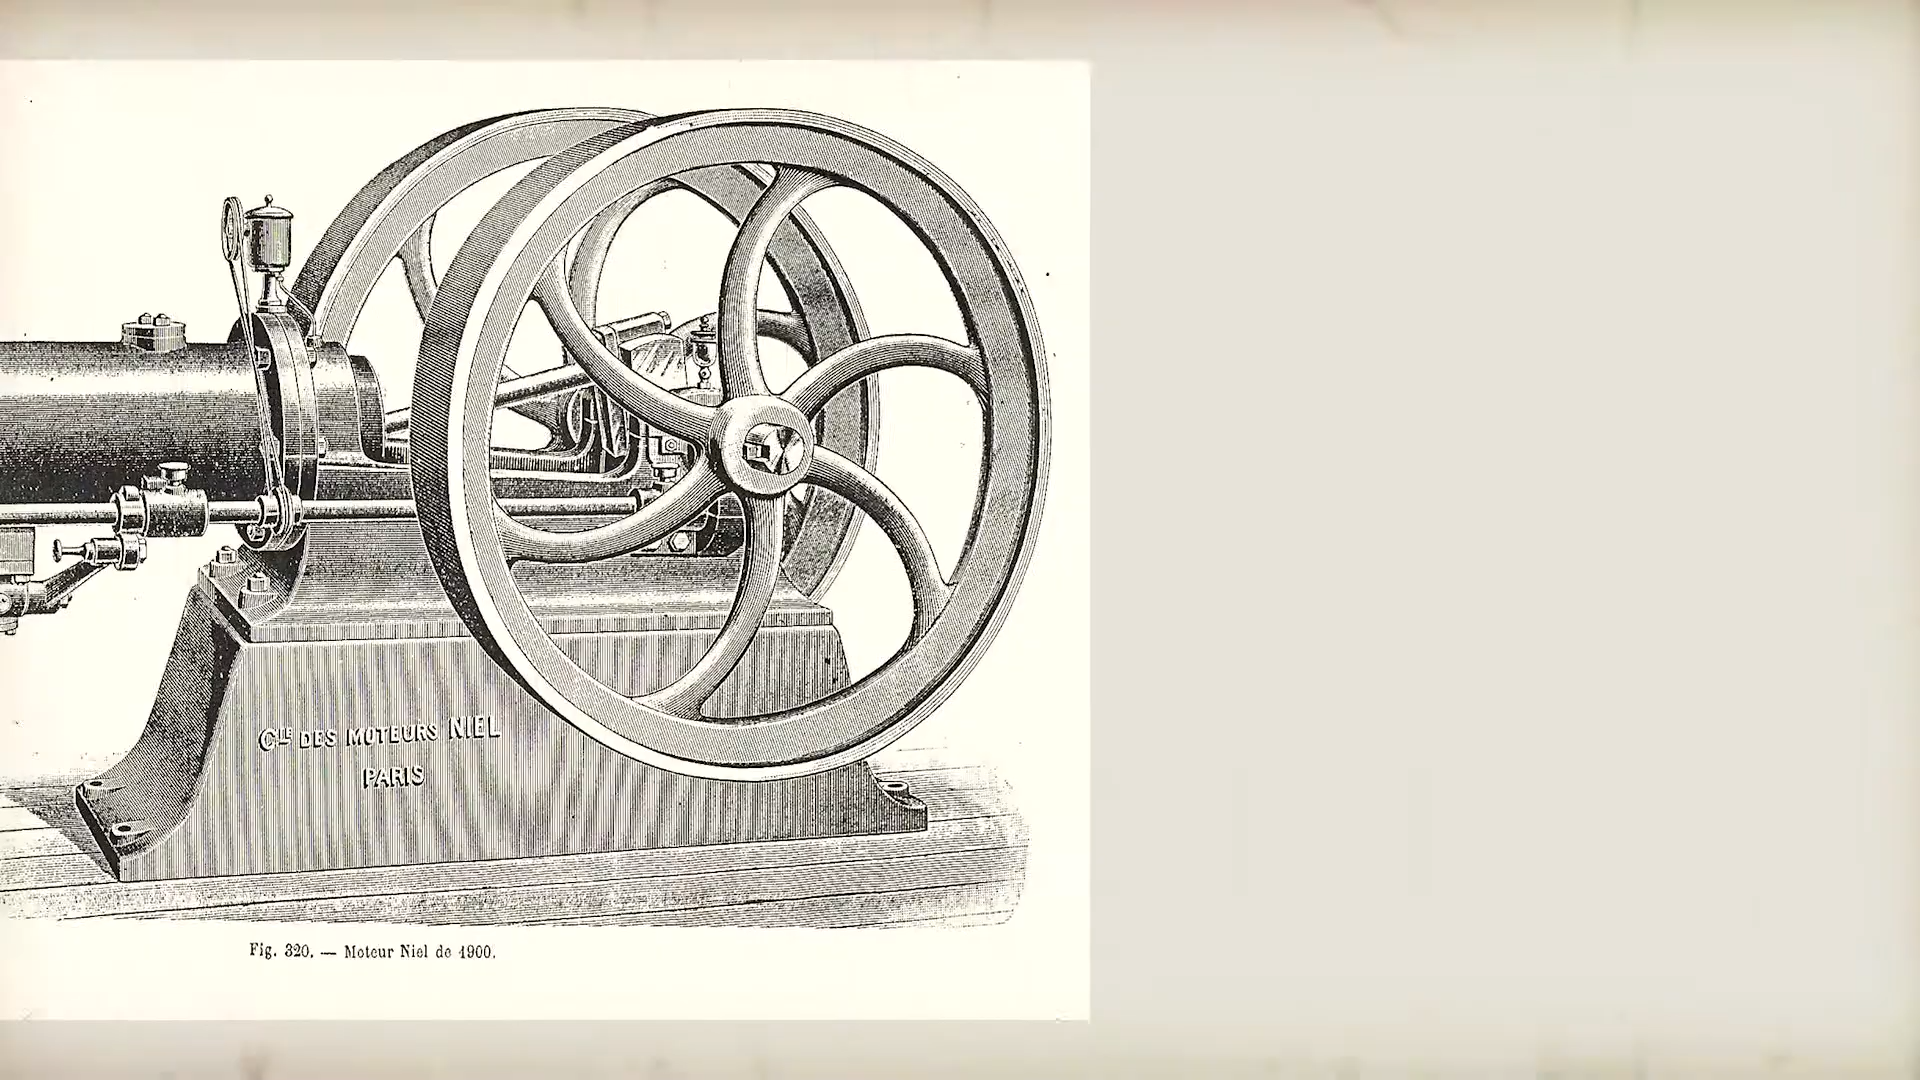 Cie DES MOTEURS NIEL
PARIS
Fig. 320. — Moteur Niel de 1900.